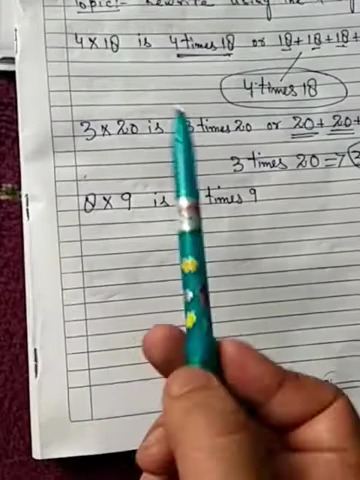 Topic:- Rewrite using the
4 × 18 is 4 times 18 or 18 + 18 + 18 +
4 times 18
3 × 20 is 3 times 20 or 20 + 20 +
3 times 20 =>
8 × 9 is times 9